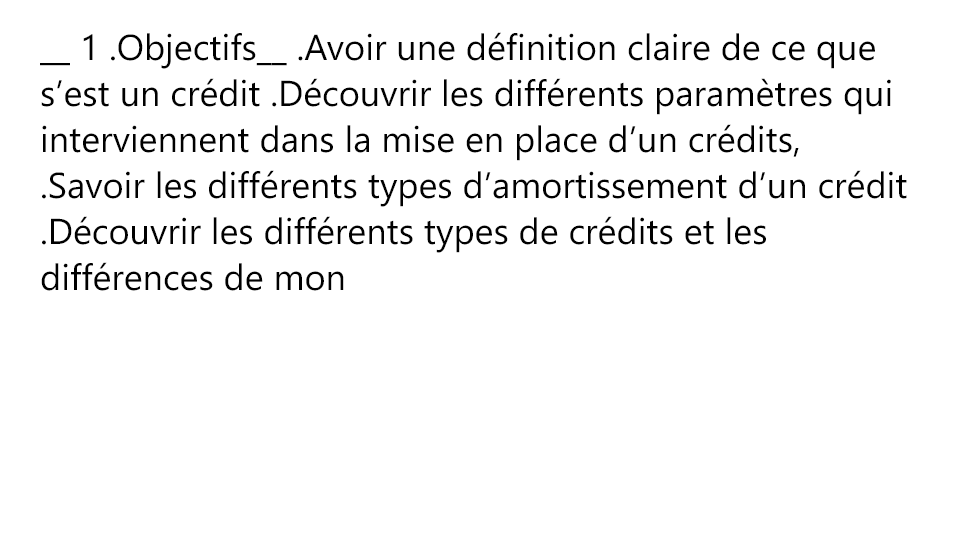 __ 1 .Objectifs__ .Avoir une définition claire de ce que
s’est un crédit .Découvrir les différents paramètres qui
interviennent dans la mise en place d’un crédits,
.Savoir les différents types d’amortissement d’un crédit
.Découvrir les différents types de crédits et les
différences de mon